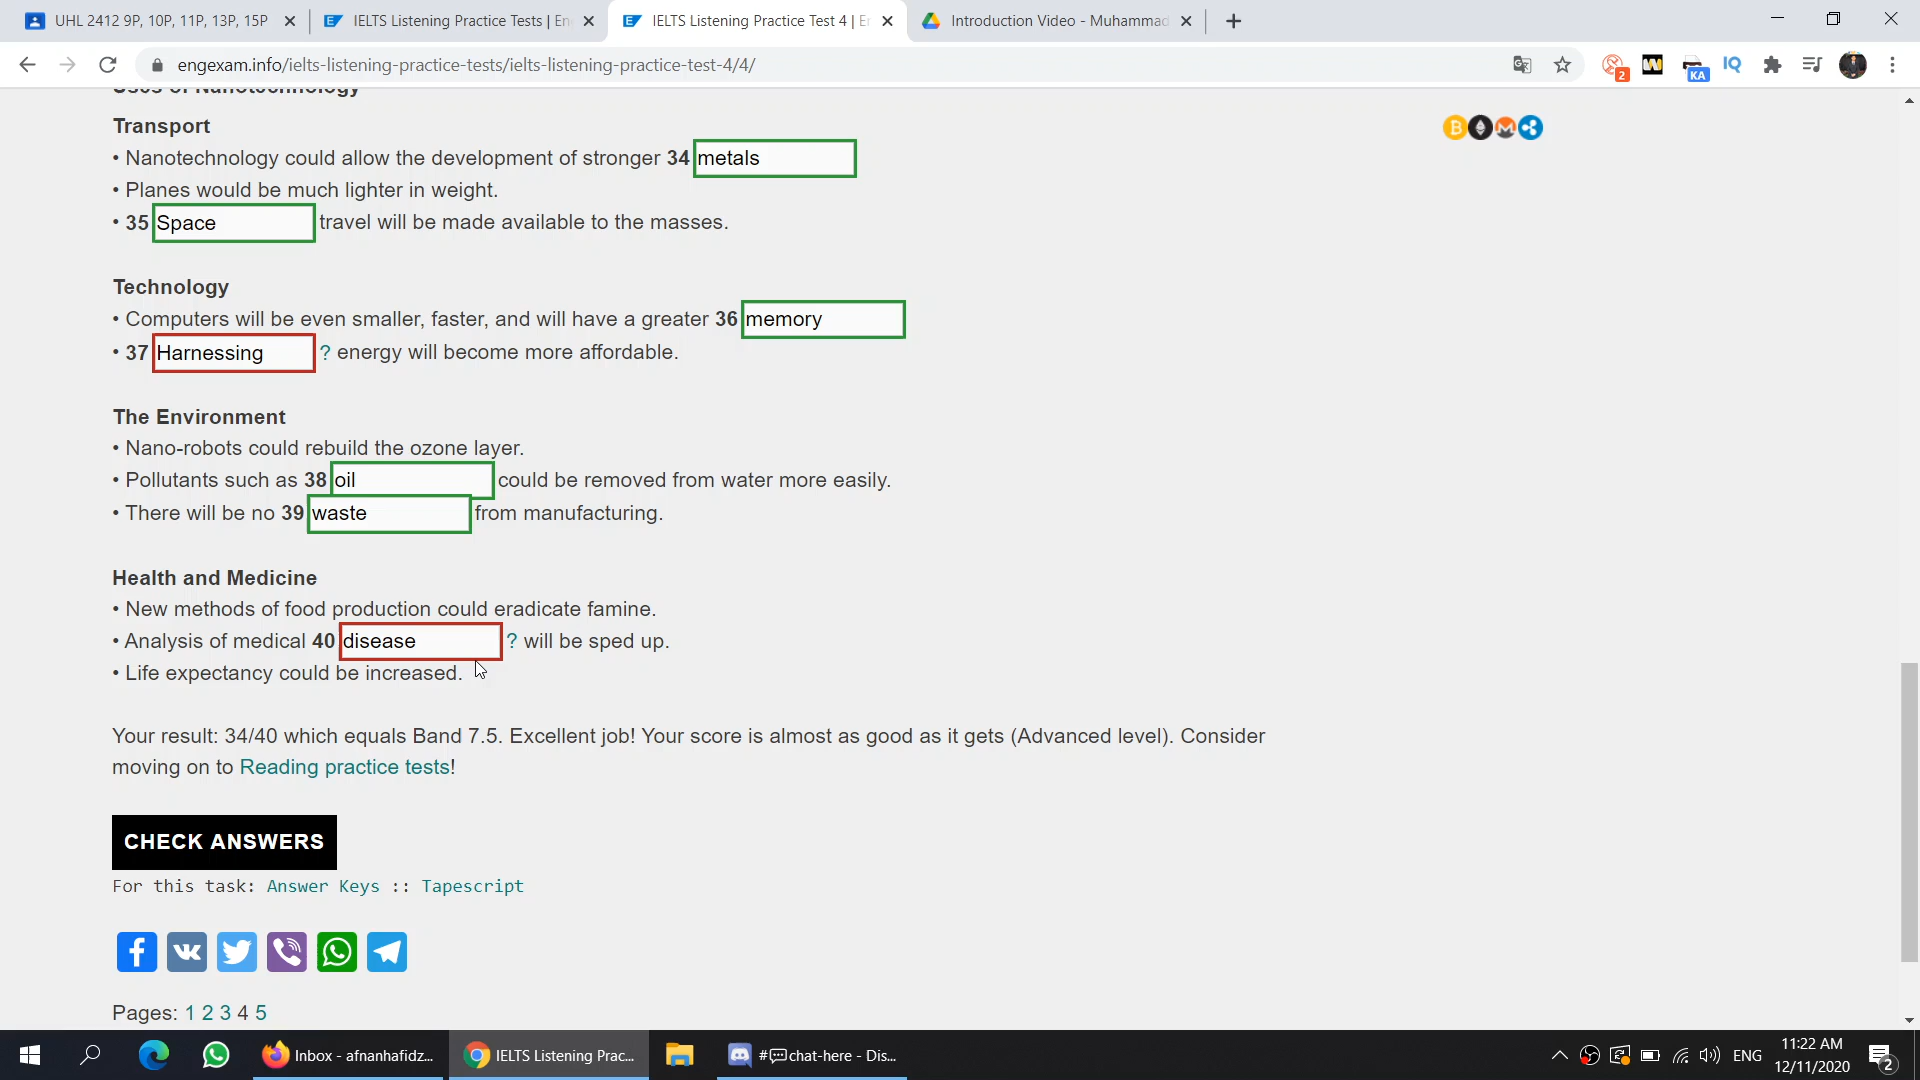 UHL 2412 9P, 10P, 11P, 13P, 15P
IELTS Listening Practice Tests | En
IELTS Listening Practice Test 4 | E
Introduction Video - Muhammad
engexam.info/ielts-listening-practice-tests/ielts-listening-practice-test-4/4/
2
KA
IQ
Uses of Nanotechnology
Transport
• Nanotechnology could allow the development of stronger 34 metals
• Planes would be much lighter in weight.
• 35 Space travel will be made available to the masses.
Technology
• Computers will be even smaller, faster, and will have a greater 36 memory
• 37 Harnessing ? energy will become more affordable.
The Environment
• Nano-robots could rebuild the ozone layer.
• Pollutants such as 38 oil could be removed from water more easily.
• There will be no 39 waste from manufacturing.
Health and Medicine
• New methods of food production could eradicate famine.
• Analysis of medical 40 disease ? will be sped up.
• Life expectancy could be increased.
Your result: 34/40 which equals Band 7.5. Excellent job! Your score is almost as good as it gets (Advanced level). Consider
moving on to Reading practice tests!
CHECK ANSWERS
For this task: Answer Keys :: Tapescript
Pages: 1 2 3 4 5
Inbox - afnanhafidz...
IELTS Listening Prac...
#💬chat-here - Dis...
ENG
11:22 AM
12/11/2020
2